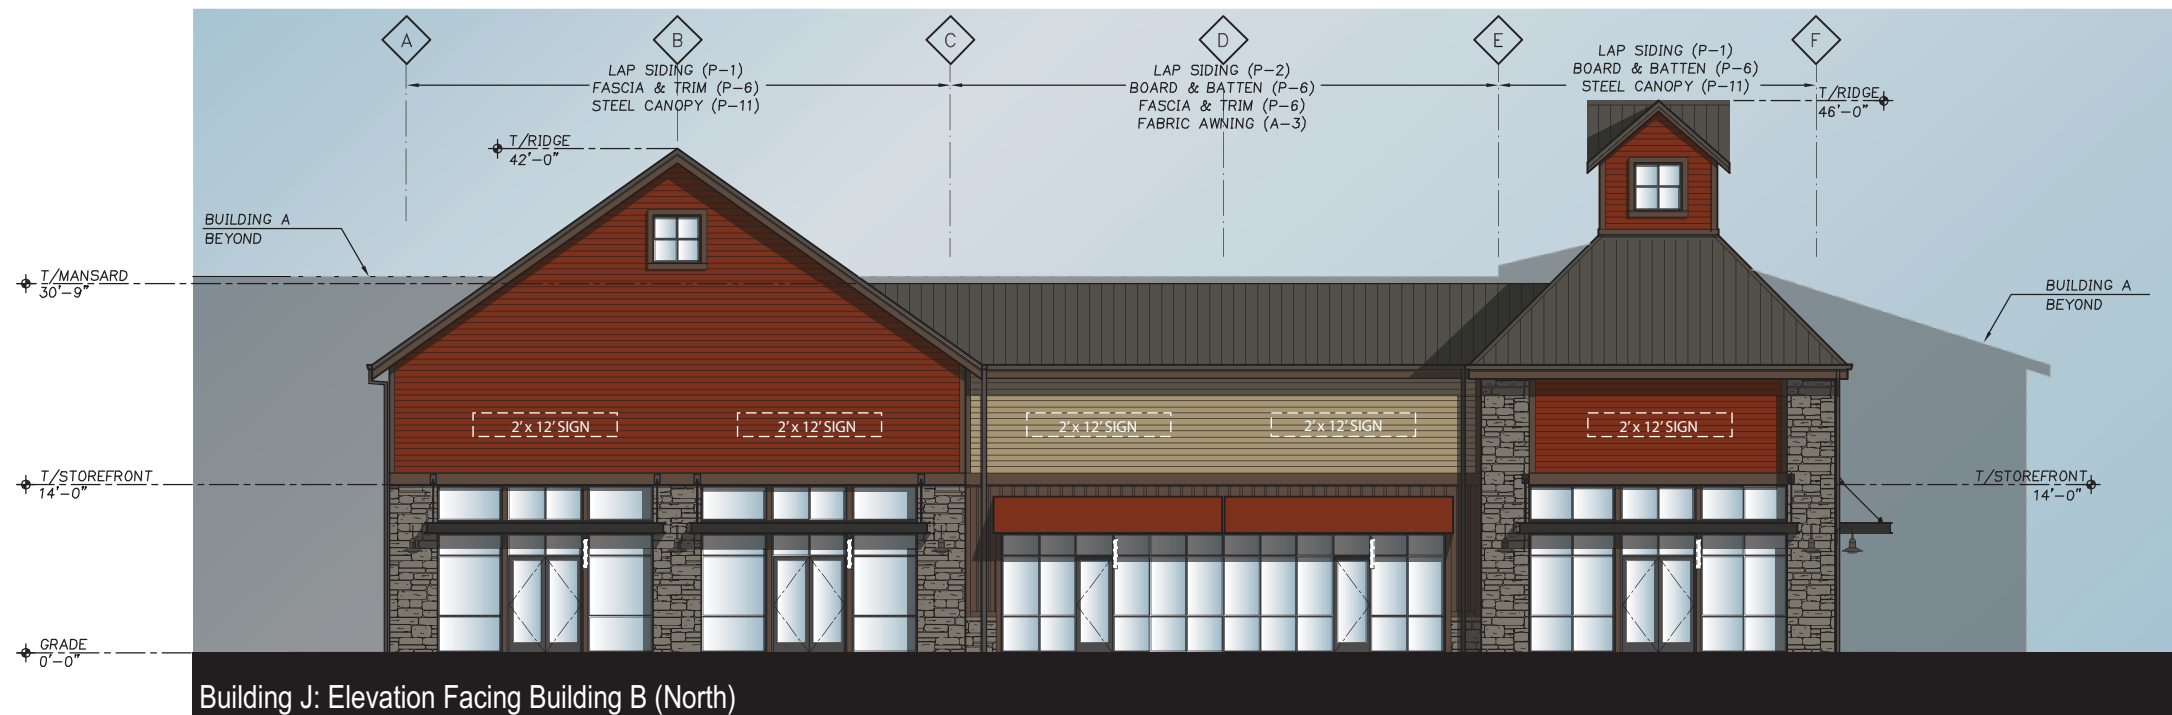 A
B
C
D
E
F
LAP SIDING (P-1)
FASCIA & TRIM (P-6)
STEEL CANOPY (P-11)
LAP SIDING (P-2)
BOARD & BATTEN (P-6)
FASCIA & TRIM (P-6)
FABRIC AWNING (A-3)
LAP SIDING (P-1)
BOARD & BATTEN (P-6)
STEEL CANOPY (P-11)
T/RIDGE
46'-0"
T/RIDGE
42'-0"
BUILDING A
BEYOND
T/MANSARD
30'-9"
BUILDING A
BEYOND
2' x 12' SIGN
2' x 12' SIGN
2' x 12' SIGN
2' x 12' SIGN
2' x 12' SIGN
T/STOREFRONT
14'-0"
T/STOREFRONT
14'-0"
GRADE
0'-0"
Building J: Elevation Facing Building B (North)